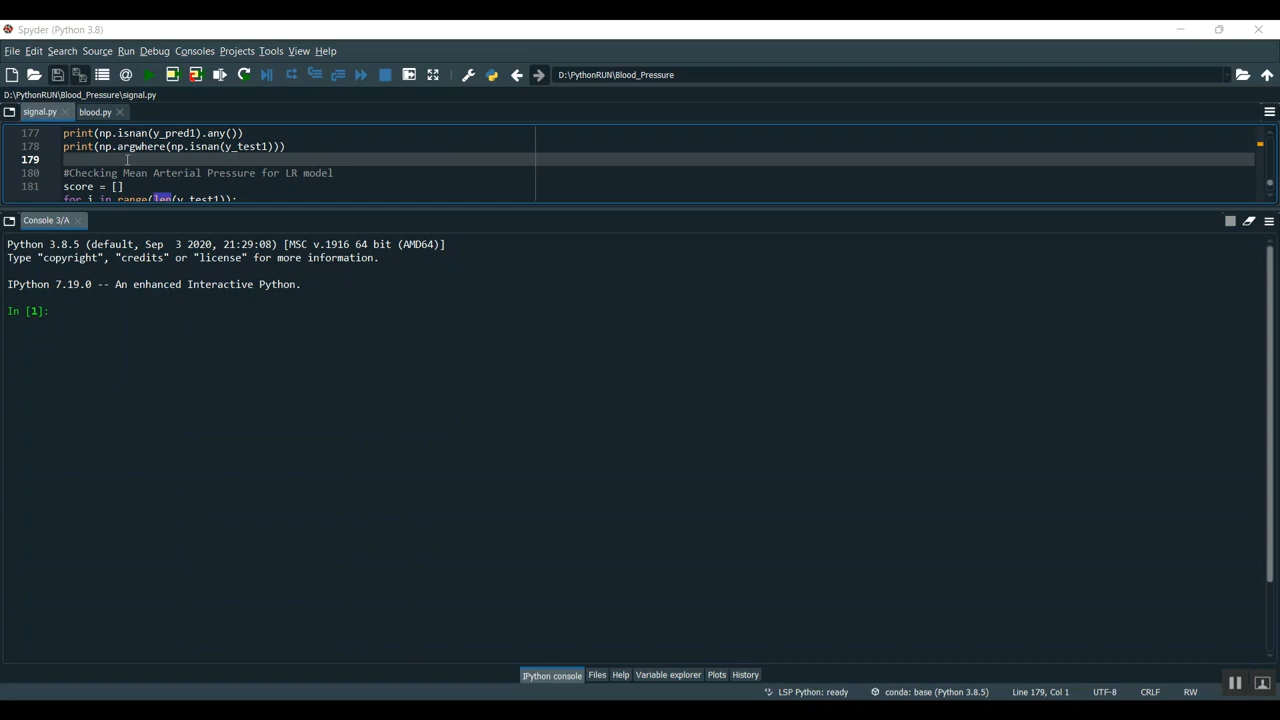 Spyder (Python 3.8)
File Edit Search Source Run Debug Consoles Projects Tools View Help
D:\PythonRUN\Blood_Pressure
D:\PythonRUN\Blood_Pressure\signal.py
signal.py blood.py
177 print(np.isnan(y_pred1).any())
178 print(np.argwhere(np.isnan(y_test1)))
179
180 #Checking Mean Arterial Pressure for LR model
181 score = []
for i in range(len(y_test1)):
Console 3/A
Python 3.8.5 (default, Sep  3 2020, 21:29:08) [MSC v.1916 64 bit (AMD64)]
Type "copyright", "credits" or "license" for more information.
IPython 7.19.0 -- An enhanced Interactive Python.
In [1]:
IPython console Files Help Variable explorer Plots History
LSP Python: ready conda: base (Python 3.8.5) Line 179, Col 1 UTF-8 CRLF RW